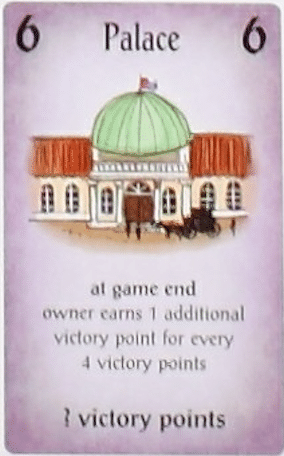 6 Palace 6
at game end
owner earns 1 additional
victory point for every
4 victory points
? victory points